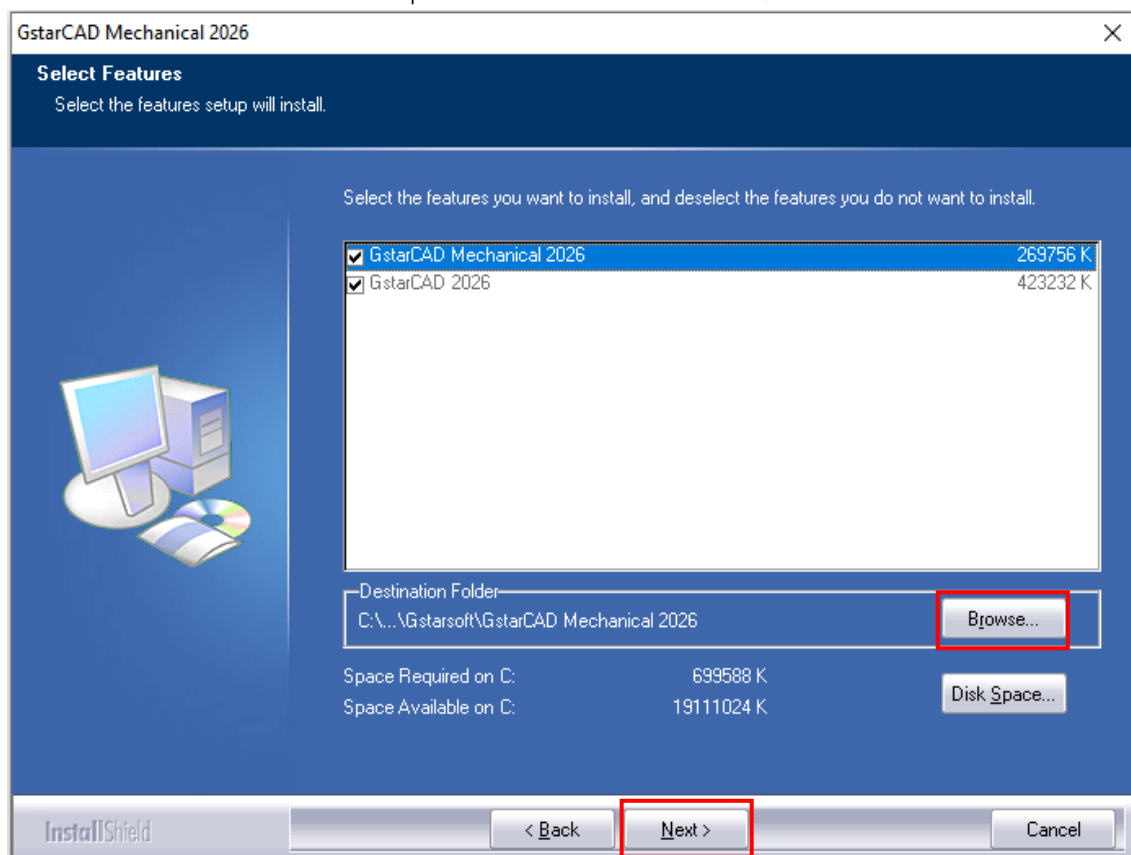 GstarCAD Mechanical 2026
Select Features
Select the features setup will install.
Select the features you want to install, and deselect the features you do not want to install.
GstarCAD Mechanical 2026 269756 K
GstarCAD 2026 423232 K
Destination Folder
C:\...\Gstarsoft\GstarCAD Mechanical 2026 Browse...
Space Required on C: 699588 K
Disk Space...
Space Available on C: 19111024 K
InstallShield < Back Next > Cancel